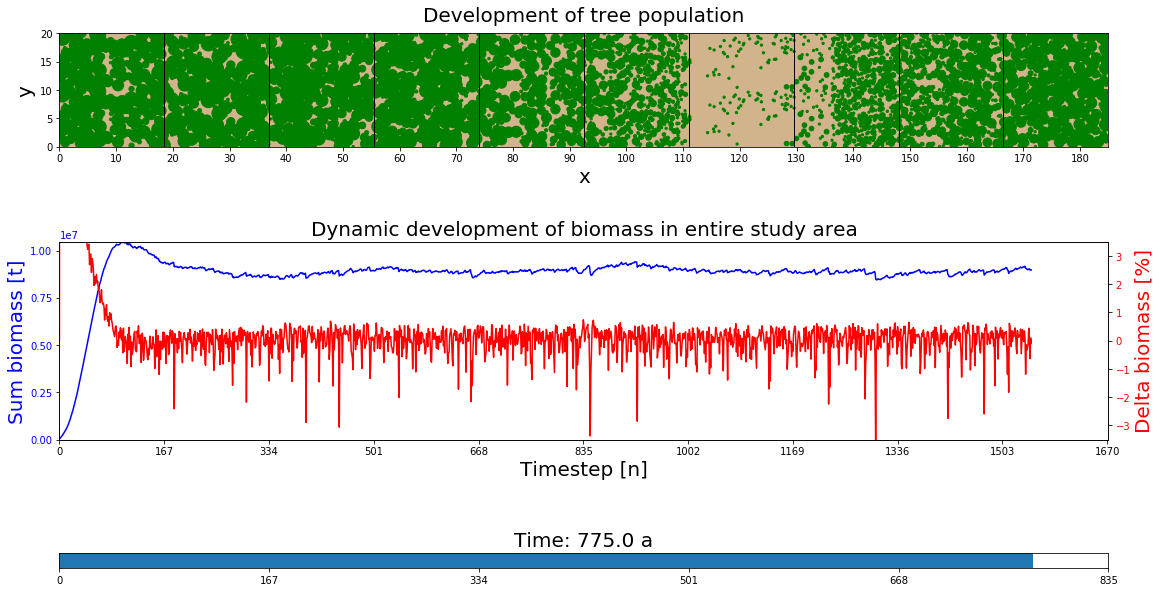 Development of tree population
20
15
10
5
0
y
0 10 20 30 40 50 60 70 80 90 100 110 120 130 140 150 160 170 180
x
Dynamic development of biomass in entire study area
1e7
1.00
0.75
0.50
0.25
0.00
Sum biomass [t]
3
2
1
0
−1
−2
−3
Delta biomass [%]
0 167 334 501 668 835 1002 1169 1336 1503 1670
Timestep [n]
Time: 775.0 a
0 167 334 501 668 835